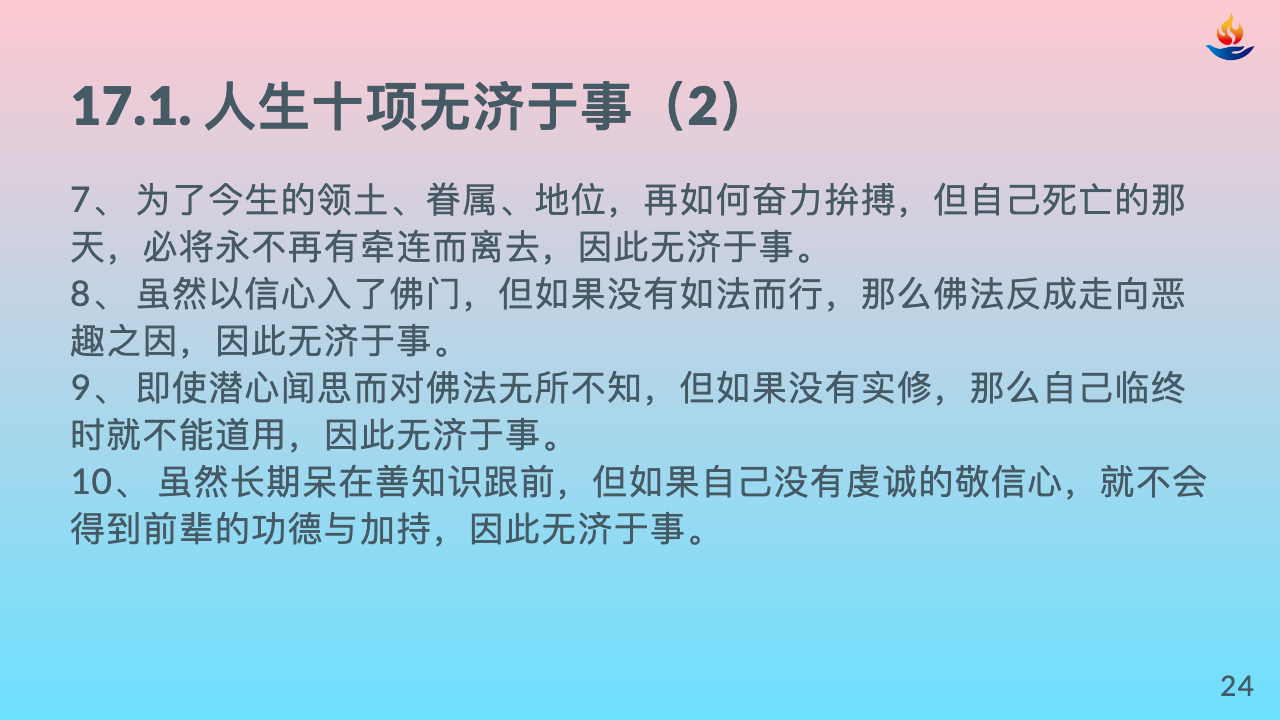 17.1. 人生十项无济于事（2）
7、 为了今生的领土、眷属、地位，再如何奋力拚搏，但自己死亡的那
天，必将永不再有牵连而离去，因此无济于事。
8、 虽然以信心入了佛门，但如果没有如法而行，那么佛法反成走向恶
趣之因，因此无济于事。
9、 即使潜心闻思而对佛法无所不知，但如果没有实修，那么自己临终
时就不能道用，因此无济于事。
10、 虽然长期呆在善知识跟前，但如果自己没有虔诚的敬信心，就不会
得到前辈的功德与加持，因此无济于事。
24